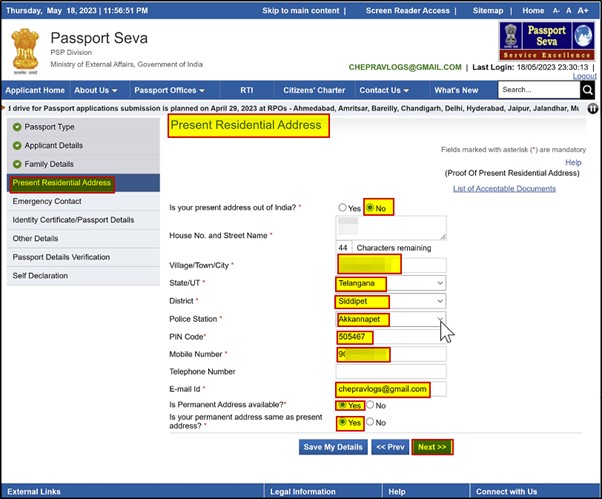 Thursday, May 18, 2023 | 11:56:51 PM
Skip to main content |
Screen Reader Access |
Sitemap |
Home A- A A+
Passport Seva
PSP Division
Ministry of External Affairs, Government of India
Passport
Seva
Service Excellence
CHEPRAVLOGS@GMAIL.COM | Last Login: 18/05/2023 23:30:13 |
Logout
Applicant Home
About Us
Passport Offices
RTI
Citizens' Charter
Contact Us
What's New
Search...
l drive for Passport applications submission is planned on April 29, 2023 at RPOs - Ahmedabad, Amritsar, Bareilly, Chandigarh, Delhi, Hyderabad, Jaipur, Jalandhar, Mu
Passport Type
Applicant Details
Family Details
Present Residential Address
Emergency Contact
Identity Certificate/Passport Details
Other Details
Passport Details Verification
Self Declaration
Present Residential Address
Fields marked with asterisk (*) are mandatory
Help
(Proof Of Present Residential Address)
List of Acceptable Documents
Is your present address out of India? * Yes No
House No. and Street Name *
44 Characters remaining
Village/Town/City *
State/UT * Telangana
District * Siddipet
Police Station * Akkannapet
PIN Code* 505467
Mobile Number * 90
Telephone Number
E-mail Id * chepravlogs@gmail.com
Is Permanent Address available?* Yes No
Is your permanent address same as present
address? * Yes No
Save My Details
<< Prev
Next >>
External Links
Legal Information
Help
Connect with Us